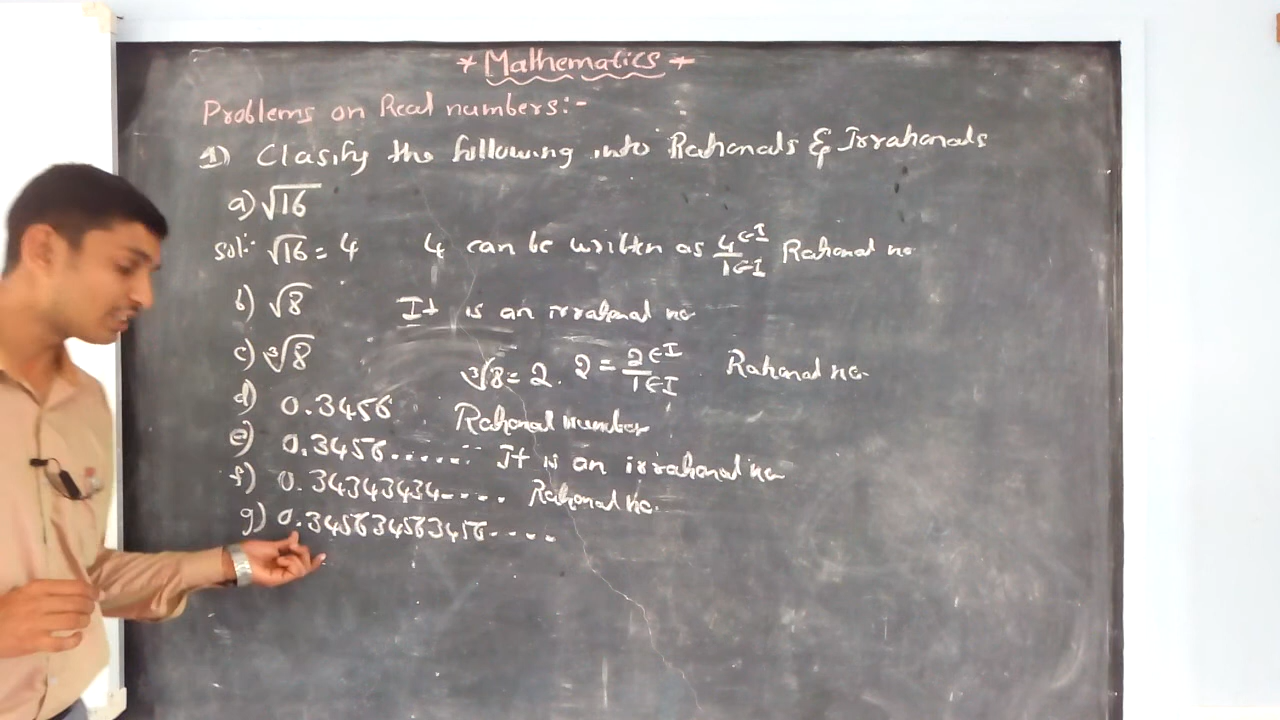 * Mathematics *
Problems on Real numbers:-
1) Clasify the following into Rationals & Irrationals
a) √16
Sol:- √16 = 4 4 can be written as 4∈I/1∈I Rational no
b) √8 It is an irrational no
c) ∛8 ∛8 = 2. 2 = 2∈I/1∈I Rational no.
d) 0.3456 Rational number
e) 0.3456....... It is an irrational no
f) 0.34343434.... Rational no.
g) 0.345634563456....